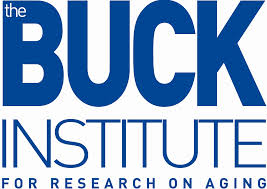 the
BUCK
INSTITUTE
FOR RESEARCH ON AGING